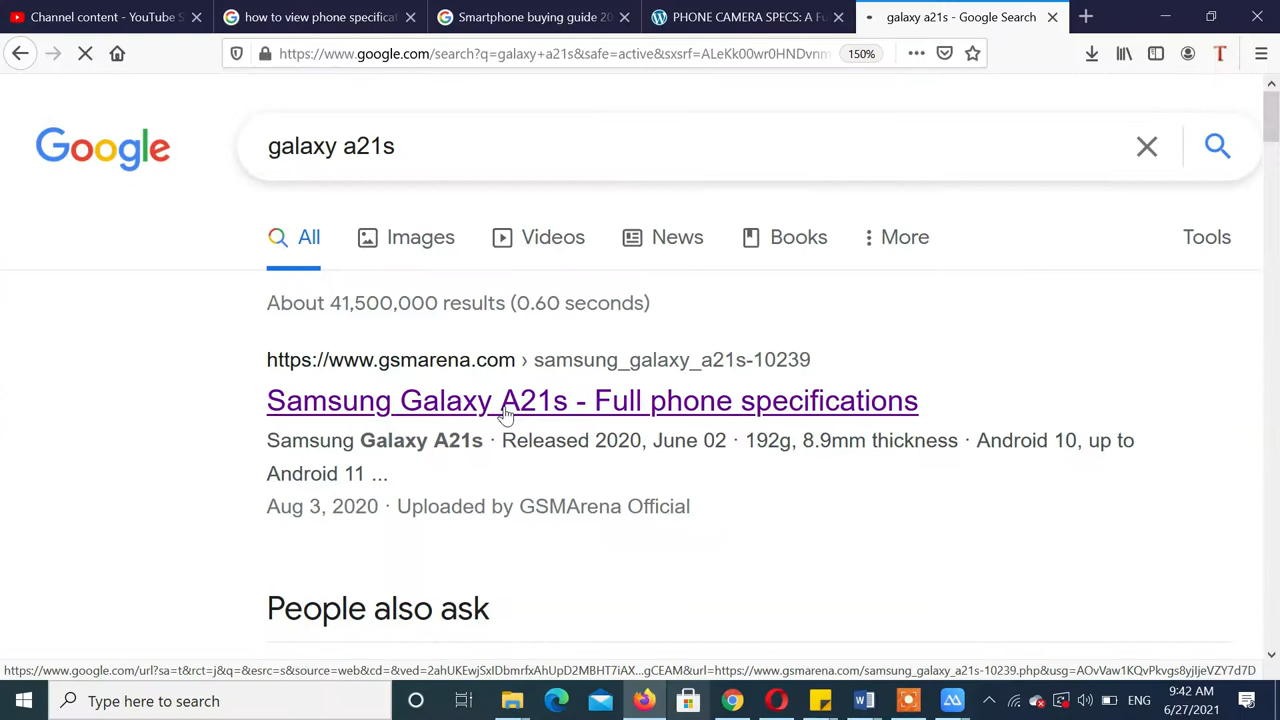 Channel content - YouTube S
how to view phone specificat
Smartphone buying guide 20
PHONE CAMERA SPECS: A Fu
galaxy a21s - Google Search
https://www.google.com/search?q=galaxy+a21s&safe=active&sxsrf=ALeKk00wr0HNDvnm
150%
Google
galaxy a21s
All
Images
Videos
News
Books
More
Tools
About 41,500,000 results (0.60 seconds)
https://www.gsmarena.com › samsung_galaxy_a21s-10239
Samsung Galaxy A21s - Full phone specifications
Samsung Galaxy A21s · Released 2020, June 02 · 192g, 8.9mm thickness · Android 10, up to
Android 11 ...
Aug 3, 2020 · Uploaded by GSMArena Official
People also ask
https://www.google.com/url?sa=t&rct=j&q=&esrc=s&source=web&cd=&ved=2ahUKEwjSxIDbmrfxAhUpD2MBHT7iAX...gCEAM&url=https://www.gsmarena.com/samsung_galaxy_a21s-10239.php&usg=AOvVaw1KQvPkvgs8yjIjeVZY7d7D
Type here to search
ENG
9:42 AM
6/27/2021